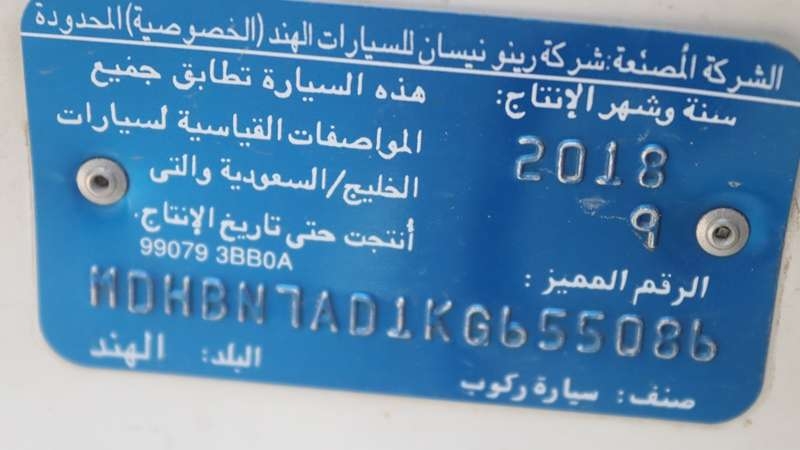 الشركة المصنعة: شركة رينو نيسان للسيارات الهند (الخصوصية) المحدودة
سنة وشهر الإنتاج:
2018
9
هذه السيارة تطابق جميع
المواصفات القياسية لسيارات
الخليج/السعودية والتى
أنتجت حتى تاريخ الإنتاج.
99079 3BB0A
الرقم المميز :
MDHBN7AD1KG655086
البلد: الهند
صنف: سيارة ركوب